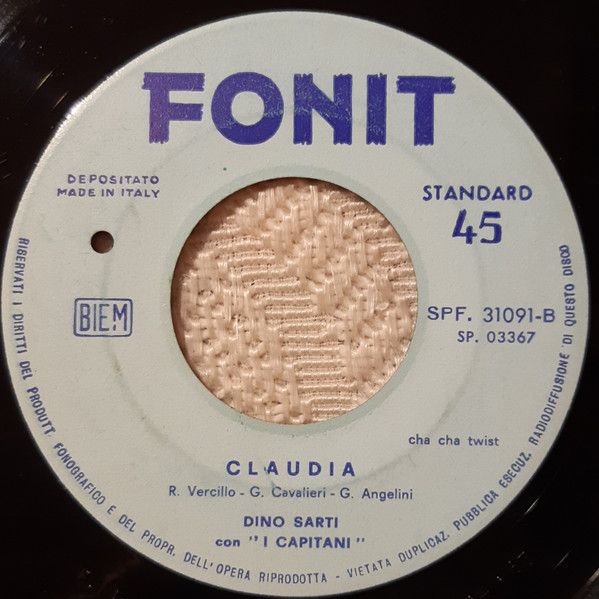 FONIT
DEPOSITATO
MADE IN ITALY
STANDARD
45
BIEM
SPF. 31091-B
SP. 03367
cha cha twist
CLAUDIA
R. Vercillo - G. Cavalieri - G. Angelini
DINO SARTI
con "I CAPITANI"
RISERVATI I DIRITTI DEL PRODUTT. FONOGRAFICO E DEL PROPR. DELL'OPERA RIPRODOTTA - VIETATA DUPLICAZ. PUBBLICA ESECUZ. RADIODIFFUSIONE DI QUESTO DISCO